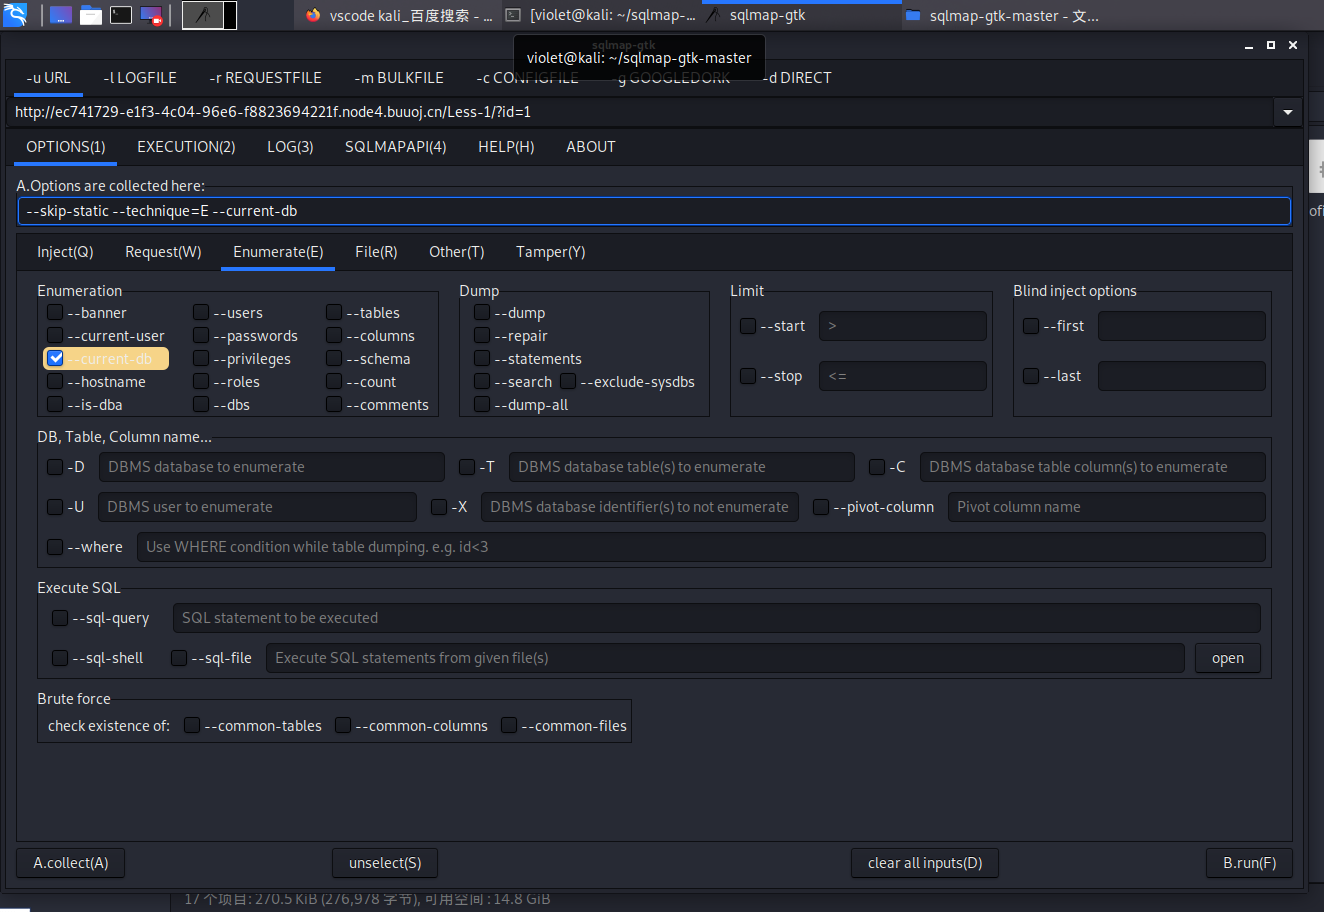 vscode kali_百度搜索 - ... [violet@kali: ~/sqlmap-... sqlmap-gtk sqlmap-gtk-master - 文...
sqlmap-gtk
violet@kali: ~/sqlmap-gtk-master
-u URL -l LOGFILE -r REQUESTFILE -m BULKFILE -c CONFIGFILE -g GOOGLEDORK -d DIRECT
http://ec741729-e1f3-4c04-96e6-f8823694221f.node4.buuoj.cn/Less-1/?id=1
OPTIONS(1) EXECUTION(2) LOG(3) SQLMAPAPI(4) HELP(H) ABOUT
A.Options are collected here:
--skip-static --technique=E --current-db
Inject(Q) Request(W) Enumerate(E) File(R) Other(T) Tamper(Y)
Enumeration Dump Limit Blind inject options
--banner --users --tables --dump
--start > --first
--current-user --passwords --columns --repair
--current-db --privileges --schema --statements
--stop <= --last
--hostname --roles --count --search --exclude-sysdbs
--is-dba --dbs --comments --dump-all
DB, Table, Column name...
-D DBMS database to enumerate -T DBMS database table(s) to enumerate -C DBMS database table column(s) to enumerate
-U DBMS user to enumerate -X DBMS database identifier(s) to not enumerate --pivot-column Pivot column name
--where Use WHERE condition while table dumping. e.g. id<3
Execute SQL
--sql-query SQL statement to be executed
--sql-shell --sql-file Execute SQL statements from given file(s) open
Brute force
check existence of: --common-tables --common-columns --common-files
A.collect(A) unselect(S) clear all inputs(D) B.run(F)
17 个项目: 270.5 KiB (276,978 字节), 可用空间 : 14.8 GiB